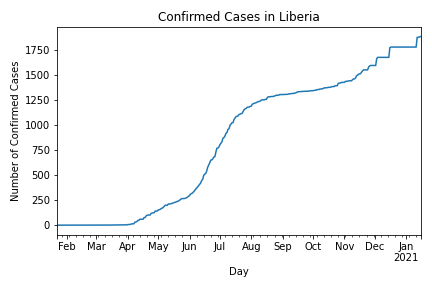 Confirmed Cases in Liberia
Number of Confirmed Cases
1750
1500
1250
1000
750
500
250
0
Feb Mar Apr May Jun Jul Aug Sep Oct Nov Dec Jan
2021
Day